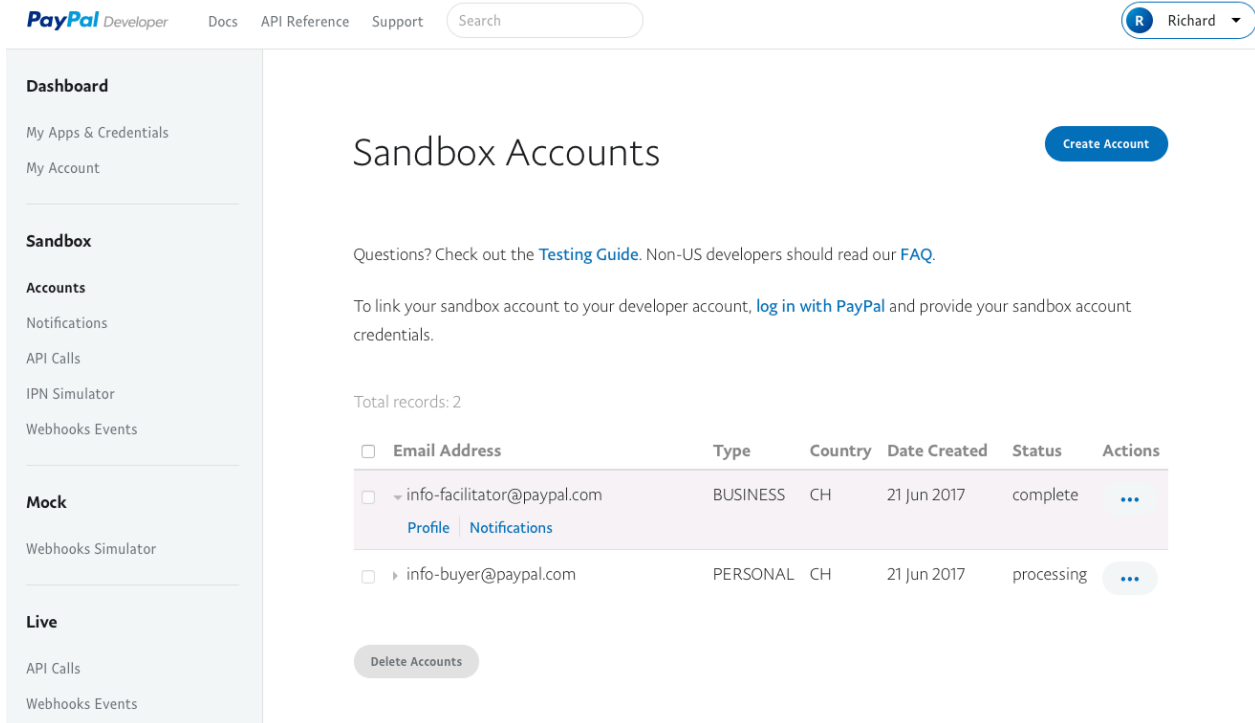 PayPal Developer Docs API Reference Support Search R Richard
Dashboard
My Apps & Credentials
My Account
Sandbox
Accounts
Notifications
API Calls
IPN Simulator
Webhooks Events
Mock
Webhooks Simulator
Live
API Calls
Webhooks Events
Sandbox Accounts
Create Account
Questions? Check out the Testing Guide. Non-US developers should read our FAQ.
To link your sandbox account to your developer account, log in with PayPal and provide your sandbox account
credentials.
Total records: 2
Email Address Type Country Date Created Status Actions
info-facilitator@paypal.com BUSINESS CH 21 Jun 2017 complete
Profile Notifications
info-buyer@paypal.com PERSONAL CH 21 Jun 2017 processing
Delete Accounts